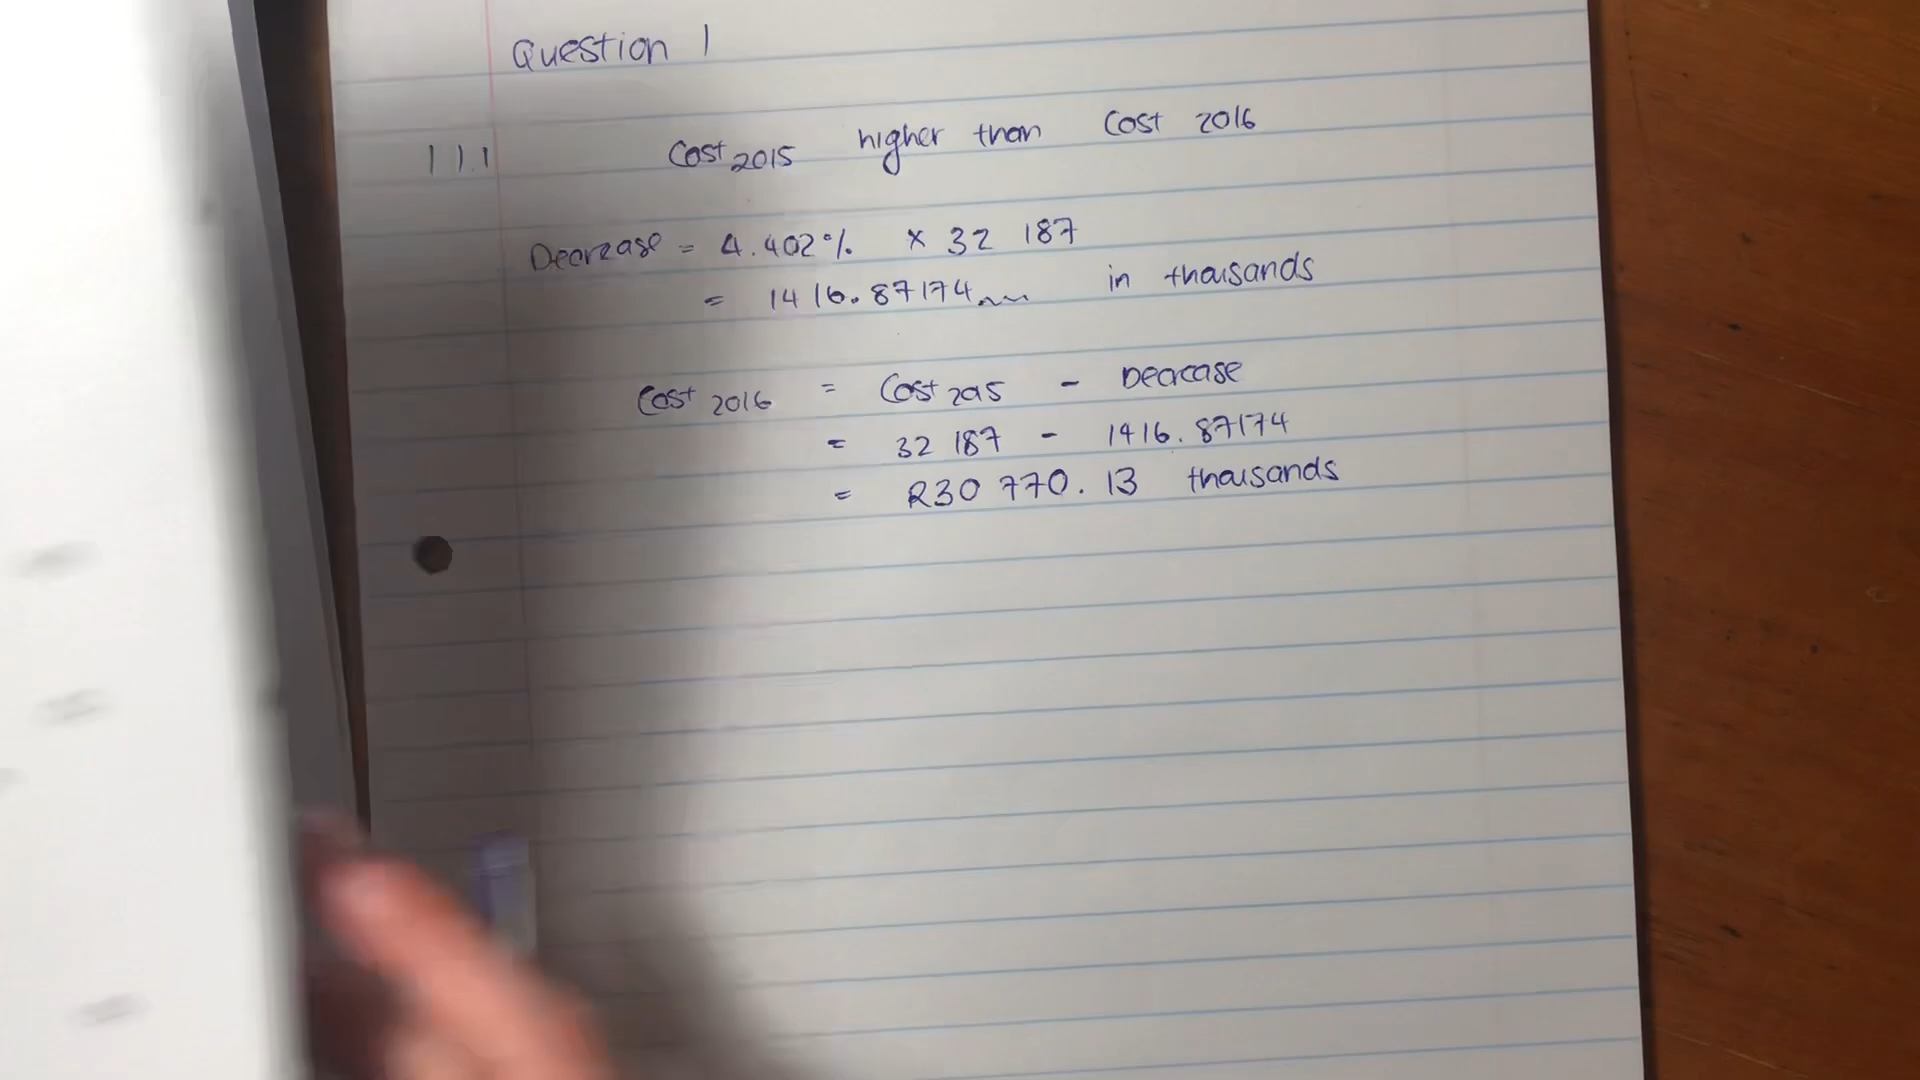 Question 1
1.1.1 Cost 2015 higher than Cost 2016
Decrease = 4.402% × 32 187
= 1416.87174 in thousands
Cost 2016 = Cost 2015 - Decrease
= 32 187 - 1416.87174
= R30 770.13 thousands